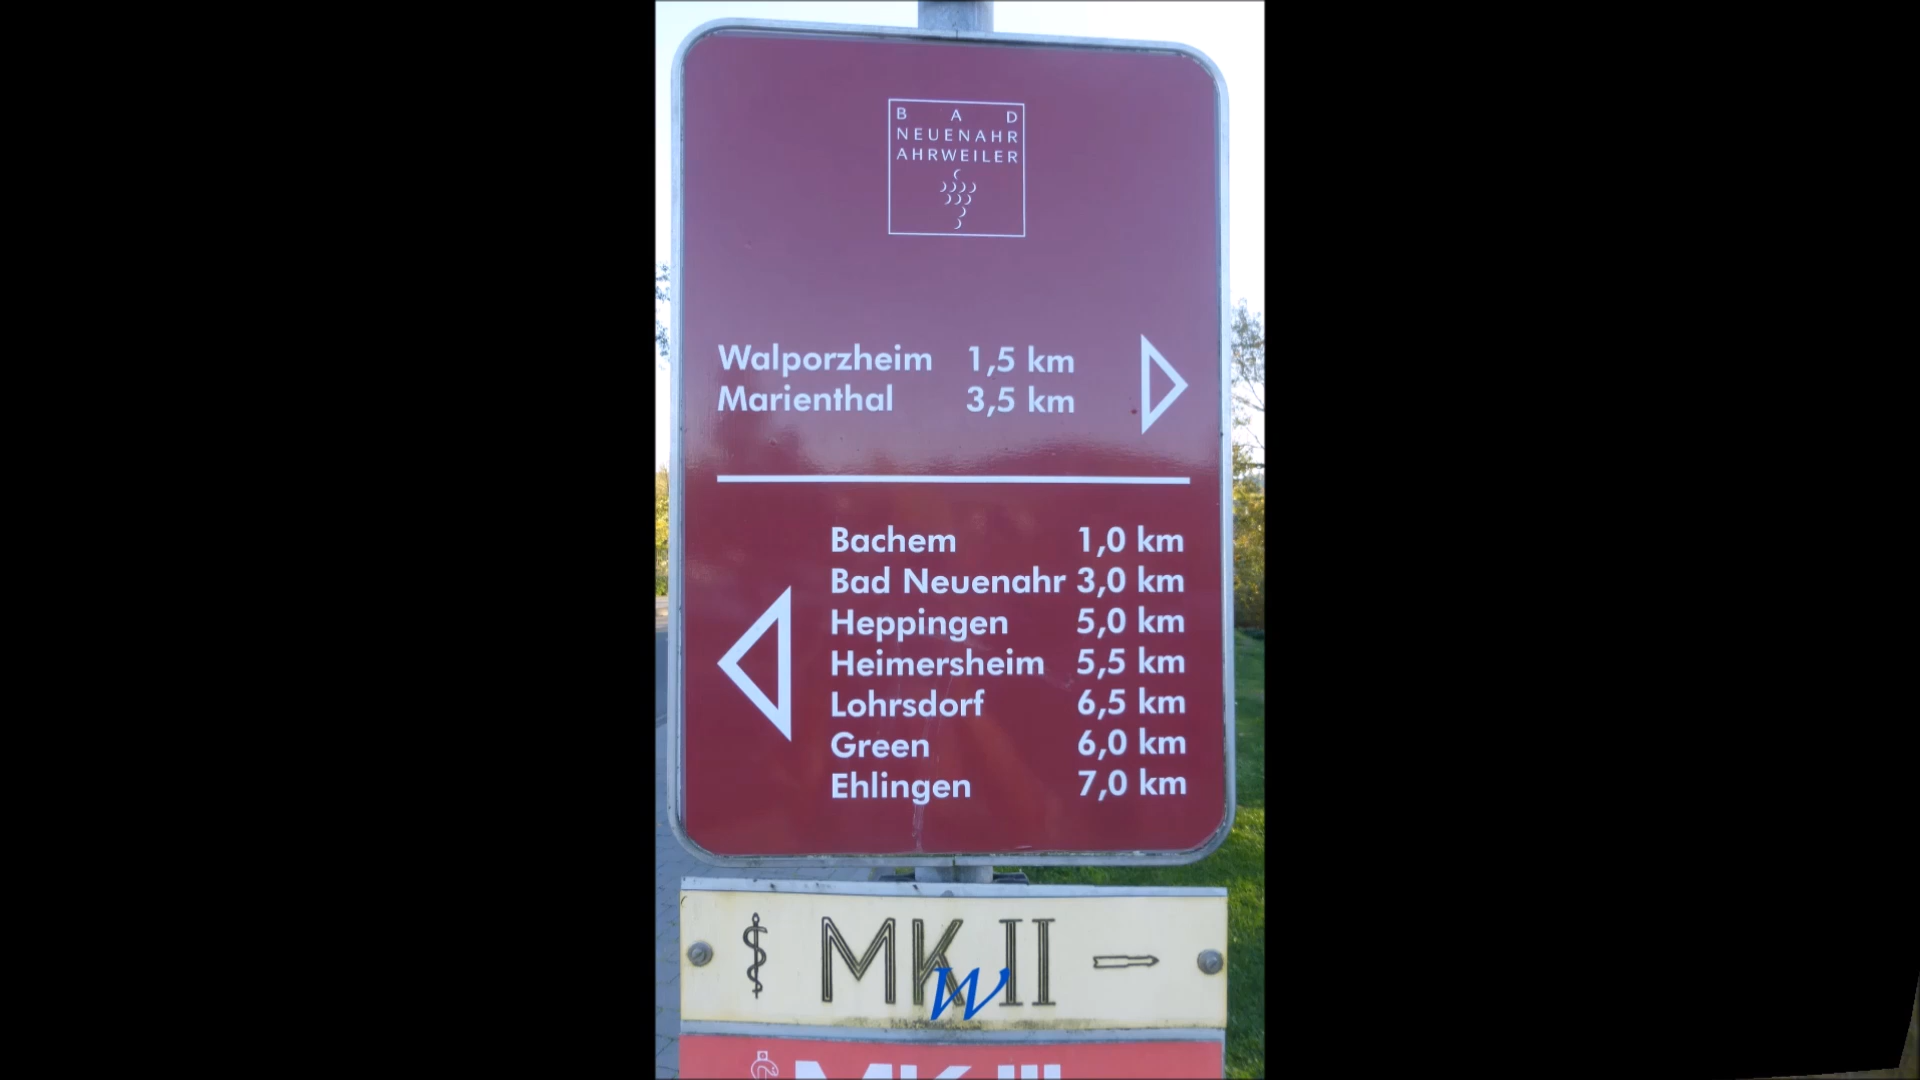 B A D
NEUENAHR
AHRWEILER
Walporzheim 1,5 km
Marienthal 3,5 km
Bachem 1,0 km
Bad Neuenahr 3,0 km
Heppingen 5,0 km
Heimersheim 5,5 km
Lohrsdorf 6,5 km
Green 6,0 km
Ehlingen 7,0 km
MK II
w